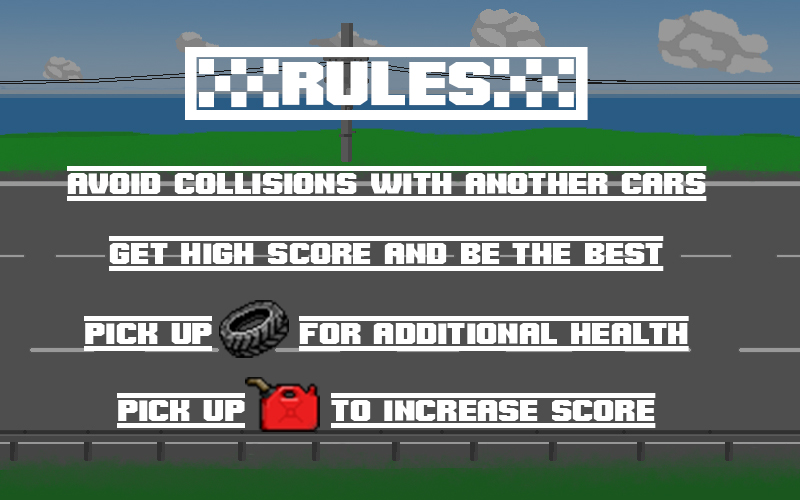 RULES
AVOID COLLISIONS WITH ANOTHER CARS
GET HIGH SCORE AND BE THE BEST
PICK UP FOR ADDITIONAL HEALTH
PICK UP TO INCREASE SCORE